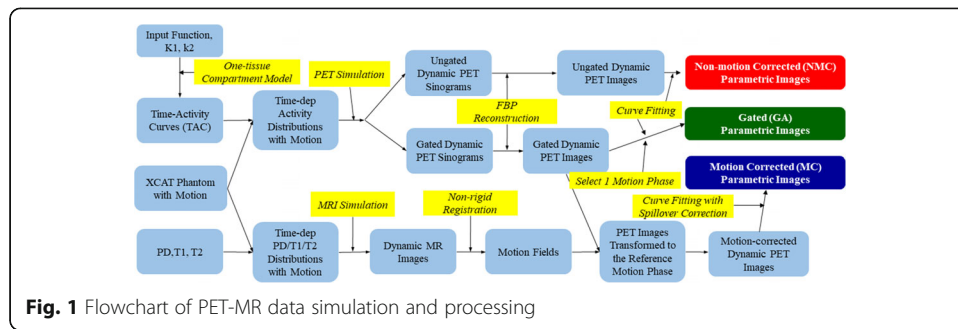 Input Function,
K1, k2
One-tissue
Compartment Model
PET Simulation
Ungated
Dynamic PET
Sinograms
Ungated Dynamic
PET Images
Non-motion Corrected (NMC)
Parametric Images
Time-Activity
Curves (TAC)
Time-dep
Activity
Distributions
with Motion
FBP
Reconstruction
Curve Fitting
Gated Dynamic
PET Sinograms
Gated Dynamic
PET Images
Gated (GA)
Parametric Images
Select 1 Motion Phase
Motion Corrected (MC)
Parametric Images
XCAT Phantom
with Motion
MRI Simulation
Non-rigid
Registration
Curve Fitting with
Spillover Correction
PD,T1, T2
Time-dep
PD/T1/T2
Distributions
with Motion
Dynamic MR
Images
Motion Fields
PET Images
Transformed to
the Reference
Motion Phase
Motion-corrected
Dynamic PET
Images
Fig. 1 Flowchart of PET-MR data simulation and processing